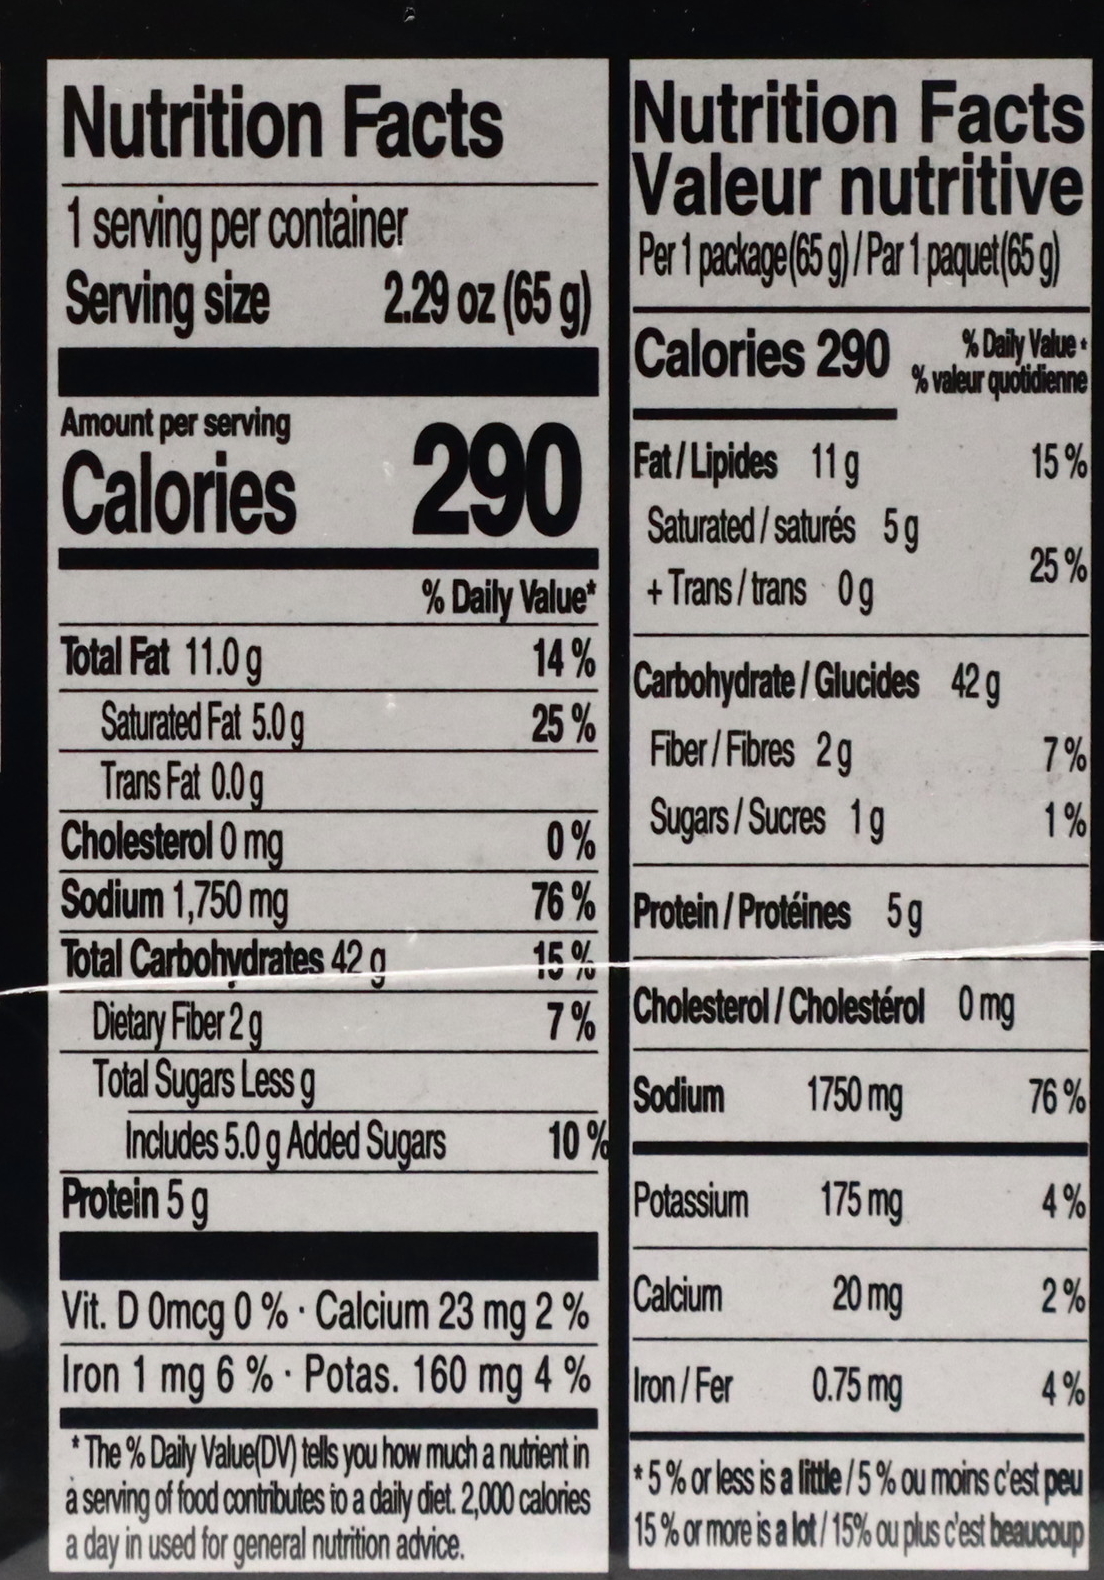 Nutrition Facts
1 serving per container
Serving size 2.29 oz (65 g)
Amount per serving
Calories 290
% Daily Value*
Total Fat 11.0 g 14 %
Saturated Fat 5.0 g 25 %
Trans Fat 0.0 g
Cholesterol 0 mg 0 %
Sodium 1,750 mg 76 %
Total Carbohydrates 42 g 15 %
Dietary Fiber 2 g 7 %
Total Sugars Less g
Includes 5.0 g Added Sugars 10 %
Protein 5 g
Vit. D 0mcg 0 % · Calcium 23 mg 2 %
Iron 1 mg 6 % · Potas. 160 mg 4 %
* The % Daily Value(DV) tells you how much a nutrient in
a serving of food contributes to a daily diet. 2,000 calories
a day in used for general nutrition advice.
Nutrition Facts
Valeur nutritive
Per 1 package (65 g) / Par 1 paquet (65 g)
Calories 290
% Daily Value *
% valeur quotidienne
Fat / Lipides 11 g 15 %
Saturated / saturés 5 g
+ Trans / trans 0 g
25 %
Carbohydrate / Glucides 42 g
Fiber / Fibres 2 g 7 %
Sugars / Sucres 1 g 1 %
Protein / Protéines 5 g
Cholesterol / Cholestérol 0 mg
Sodium 1750 mg 76 %
Potassium 175 mg 4 %
Calcium 20 mg 2 %
Iron / Fer 0.75 mg 4 %
* 5 % or less is a little / 5 % ou moins c'est peu
15 % or more is a lot / 15% ou plus c'est beaucoup